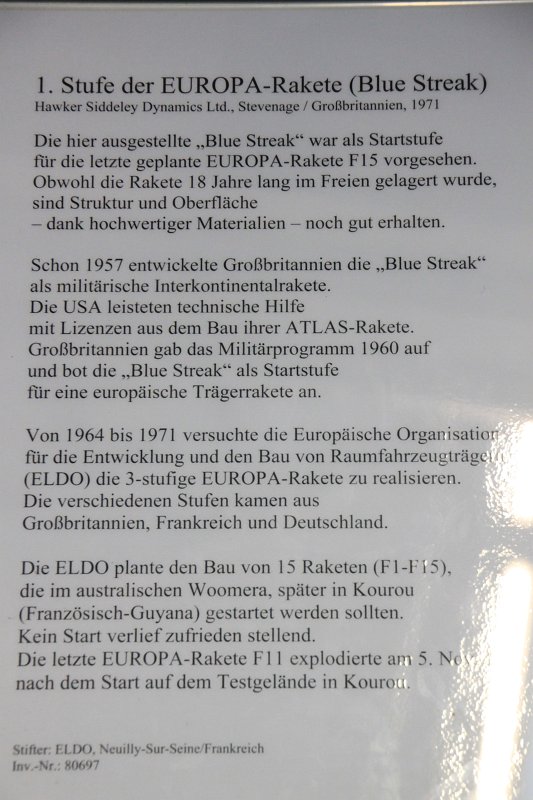 1. Stufe der EUROPA-Rakete (Blue Streak)
Hawker Siddeley Dynamics Ltd., Stevenage / Großbritannien, 1971
Die hier ausgestellte „Blue Streak“ war als Startstufe
für die letzte geplante EUROPA-Rakete F15 vorgesehen.
Obwohl die Rakete 18 Jahre lang im Freien gelagert wurde,
sind Struktur und Oberfläche
– dank hochwertiger Materialien – noch gut erhalten.
Schon 1957 entwickelte Großbritannien die „Blue Streak“
als militärische Interkontinentalrakete.
Die USA leisteten technische Hilfe
mit Lizenzen aus dem Bau ihrer ATLAS-Rakete.
Großbritannien gab das Militärprogramm 1960 auf
und bot die „Blue Streak“ als Startstufe
für eine europäische Trägerrakete an.
Von 1964 bis 1971 versuchte die Europäische Organisation
für die Entwicklung und den Bau von Raumfahrzeugträgern
(ELDO) die 3-stufige EUROPA-Rakete zu realisieren.
Die verschiedenen Stufen kamen aus
Großbritannien, Frankreich und Deutschland.
Die ELDO plante den Bau von 15 Raketen (F1-F15),
die im australischen Woomera, später in Kourou
(Französisch-Guyana) gestartet werden sollten.
Kein Start verlief zufrieden stellend.
Die letzte EUROPA-Rakete F11 explodierte am 5.
nach dem Start auf dem Testgelände in Kourou.
Stifter: ELDO, Neuilly-Sur-Seine/Frankreich
Inv.-Nr.: 80697